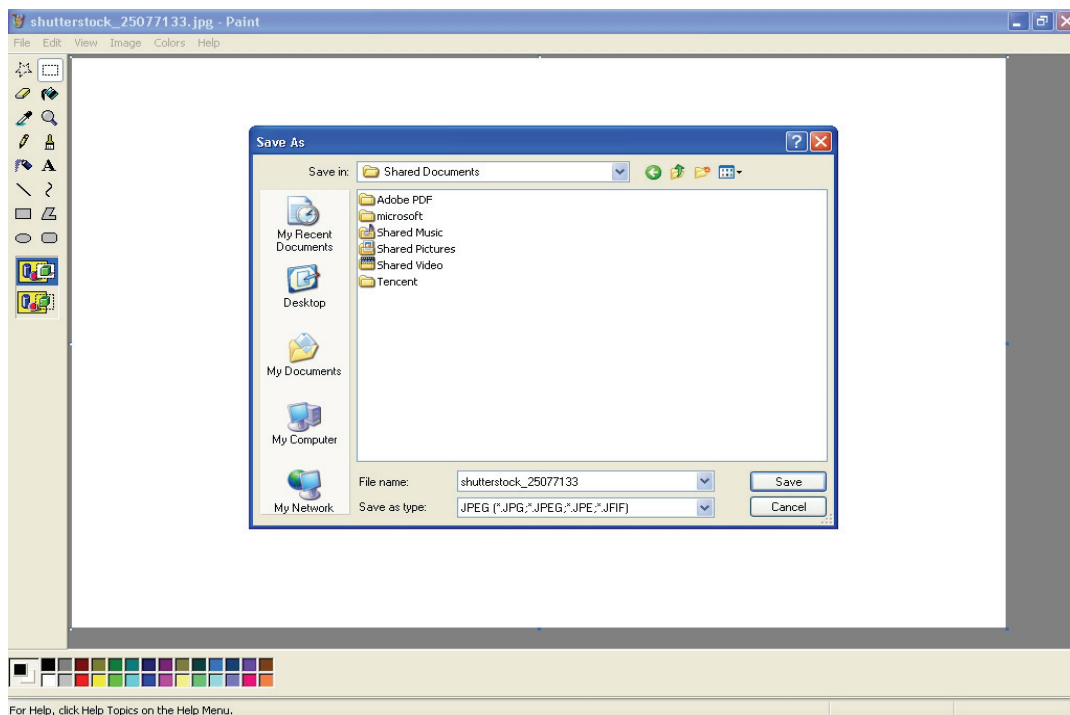 shutterstock_25077133.jpg - Paint
File Edit View Image Colors Help
A
Save As
Save in: Shared Documents
Adobe PDF
microsoft
Shared Music
Shared Pictures
Shared Video
Tencent
My Recent
Documents
Desktop
My Documents
My Computer
My Network
File name: shutterstock_25077133 Save
Save as type: JPEG (*.JPG;*.JPEG;*.JPE;*.JFIF) Cancel
For Help, click Help Topics on the Help Menu.